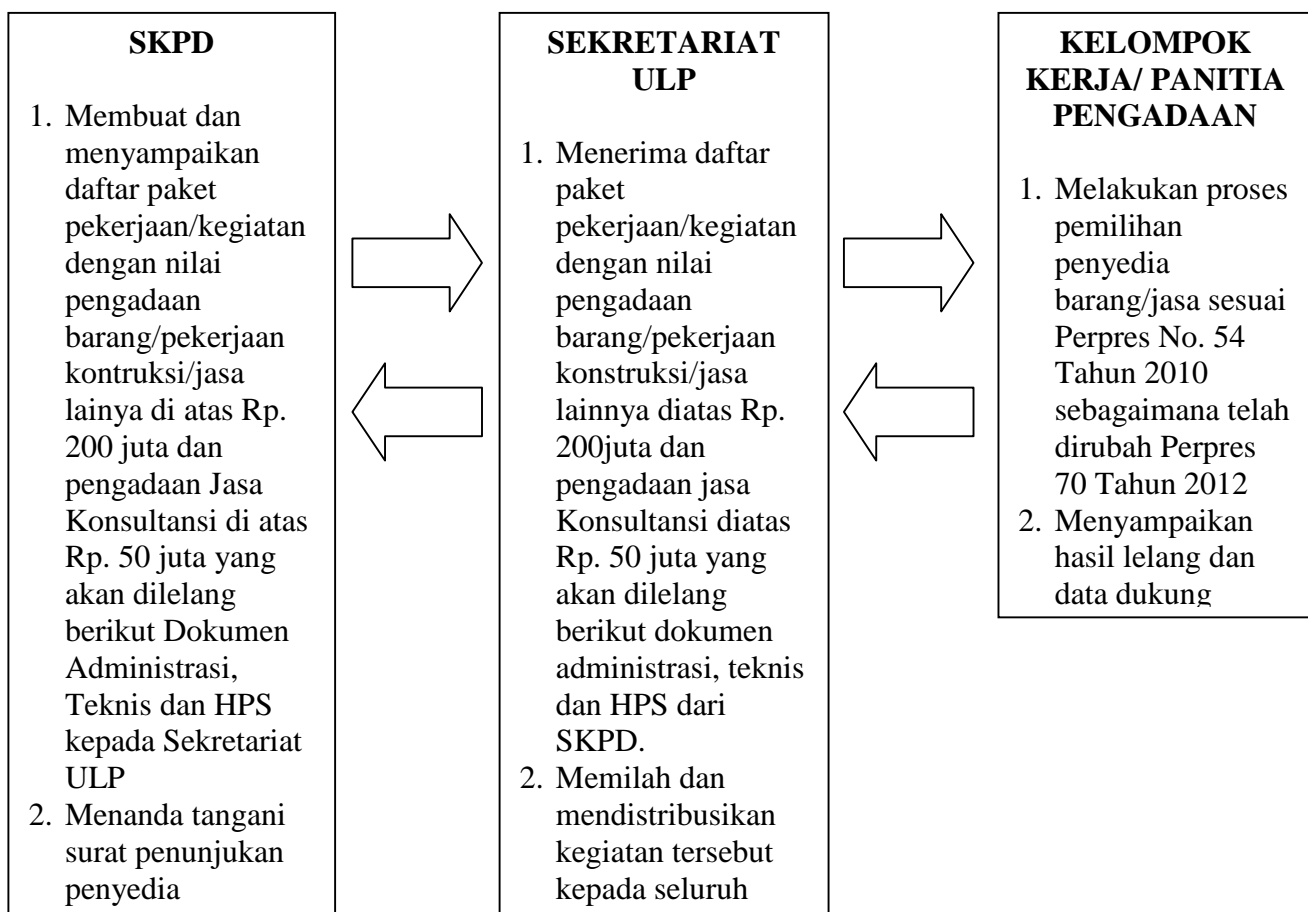 SKPD
1. Membuat dan
menyampaikan
daftar paket
pekerjaan/kegiatan
dengan nilai
pengadaan
barang/pekerjaan
kontruksi/jasa
lainya di atas Rp.
200 juta dan
pengadaan Jasa
Konsultansi di atas
Rp. 50 juta yang
akan dilelang
berikut Dokumen
Administrasi,
Teknis dan HPS
kepada Sekretariat
ULP
2. Menanda tangani
surat penunjukan
penyedia
SEKRETARIAT
ULP
1. Menerima daftar
paket
pekerjaan/kegiatan
dengan nilai
pengadaan
barang/pekerjaan
konstruksi/jasa
lainnya diatas Rp.
200juta dan
pengadaan jasa
Konsultansi diatas
Rp. 50 juta yang
akan dilelang
berikut dokumen
administrasi, teknis
dan HPS dari
SKPD.
2. Memilah dan
mendistribusikan
kegiatan tersebut
kepada seluruh
KELOMPOK
KERJA/ PANITIA
PENGADAAN
1. Melakukan proses
pemilihan
penyedia
barang/jasa sesuai
Perpres No. 54
Tahun 2010
sebagaimana telah
dirubah Perpres
70 Tahun 2012
2. Menyampaikan
hasil lelang dan
data dukung